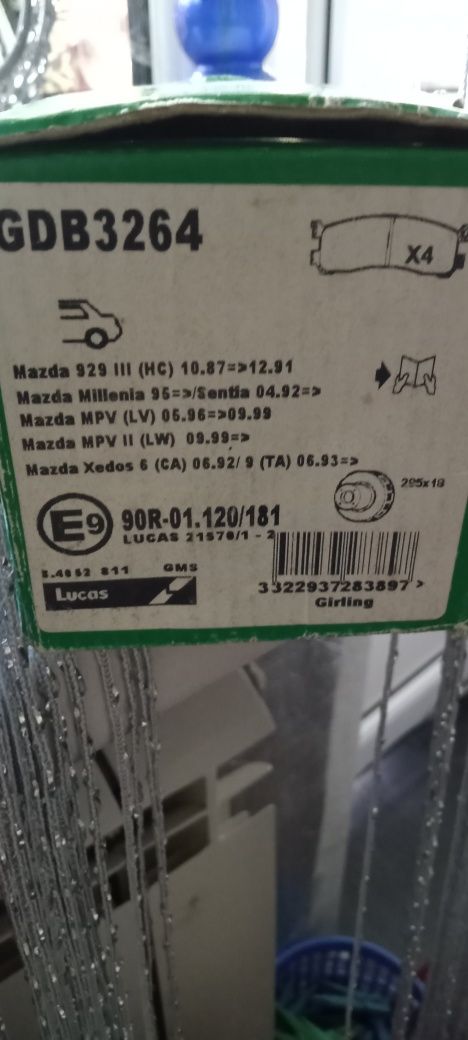 GDB3264
X4
Mazda 929 III (HC) 10.87=>12.91
Mazda Millenia 95=>/Sentia 04.92=>
Mazda MPV (LV) 05.96=>09.99
Mazda MPV II (LW) 09.99=>
Mazda Xedos 6 (CA) 06.92/ 9 (TA) 06.93=>
E9
90R-01.120/181
LUCAS 21576/1 - 2
GMS
Lucas
3322937283897 >
Girling